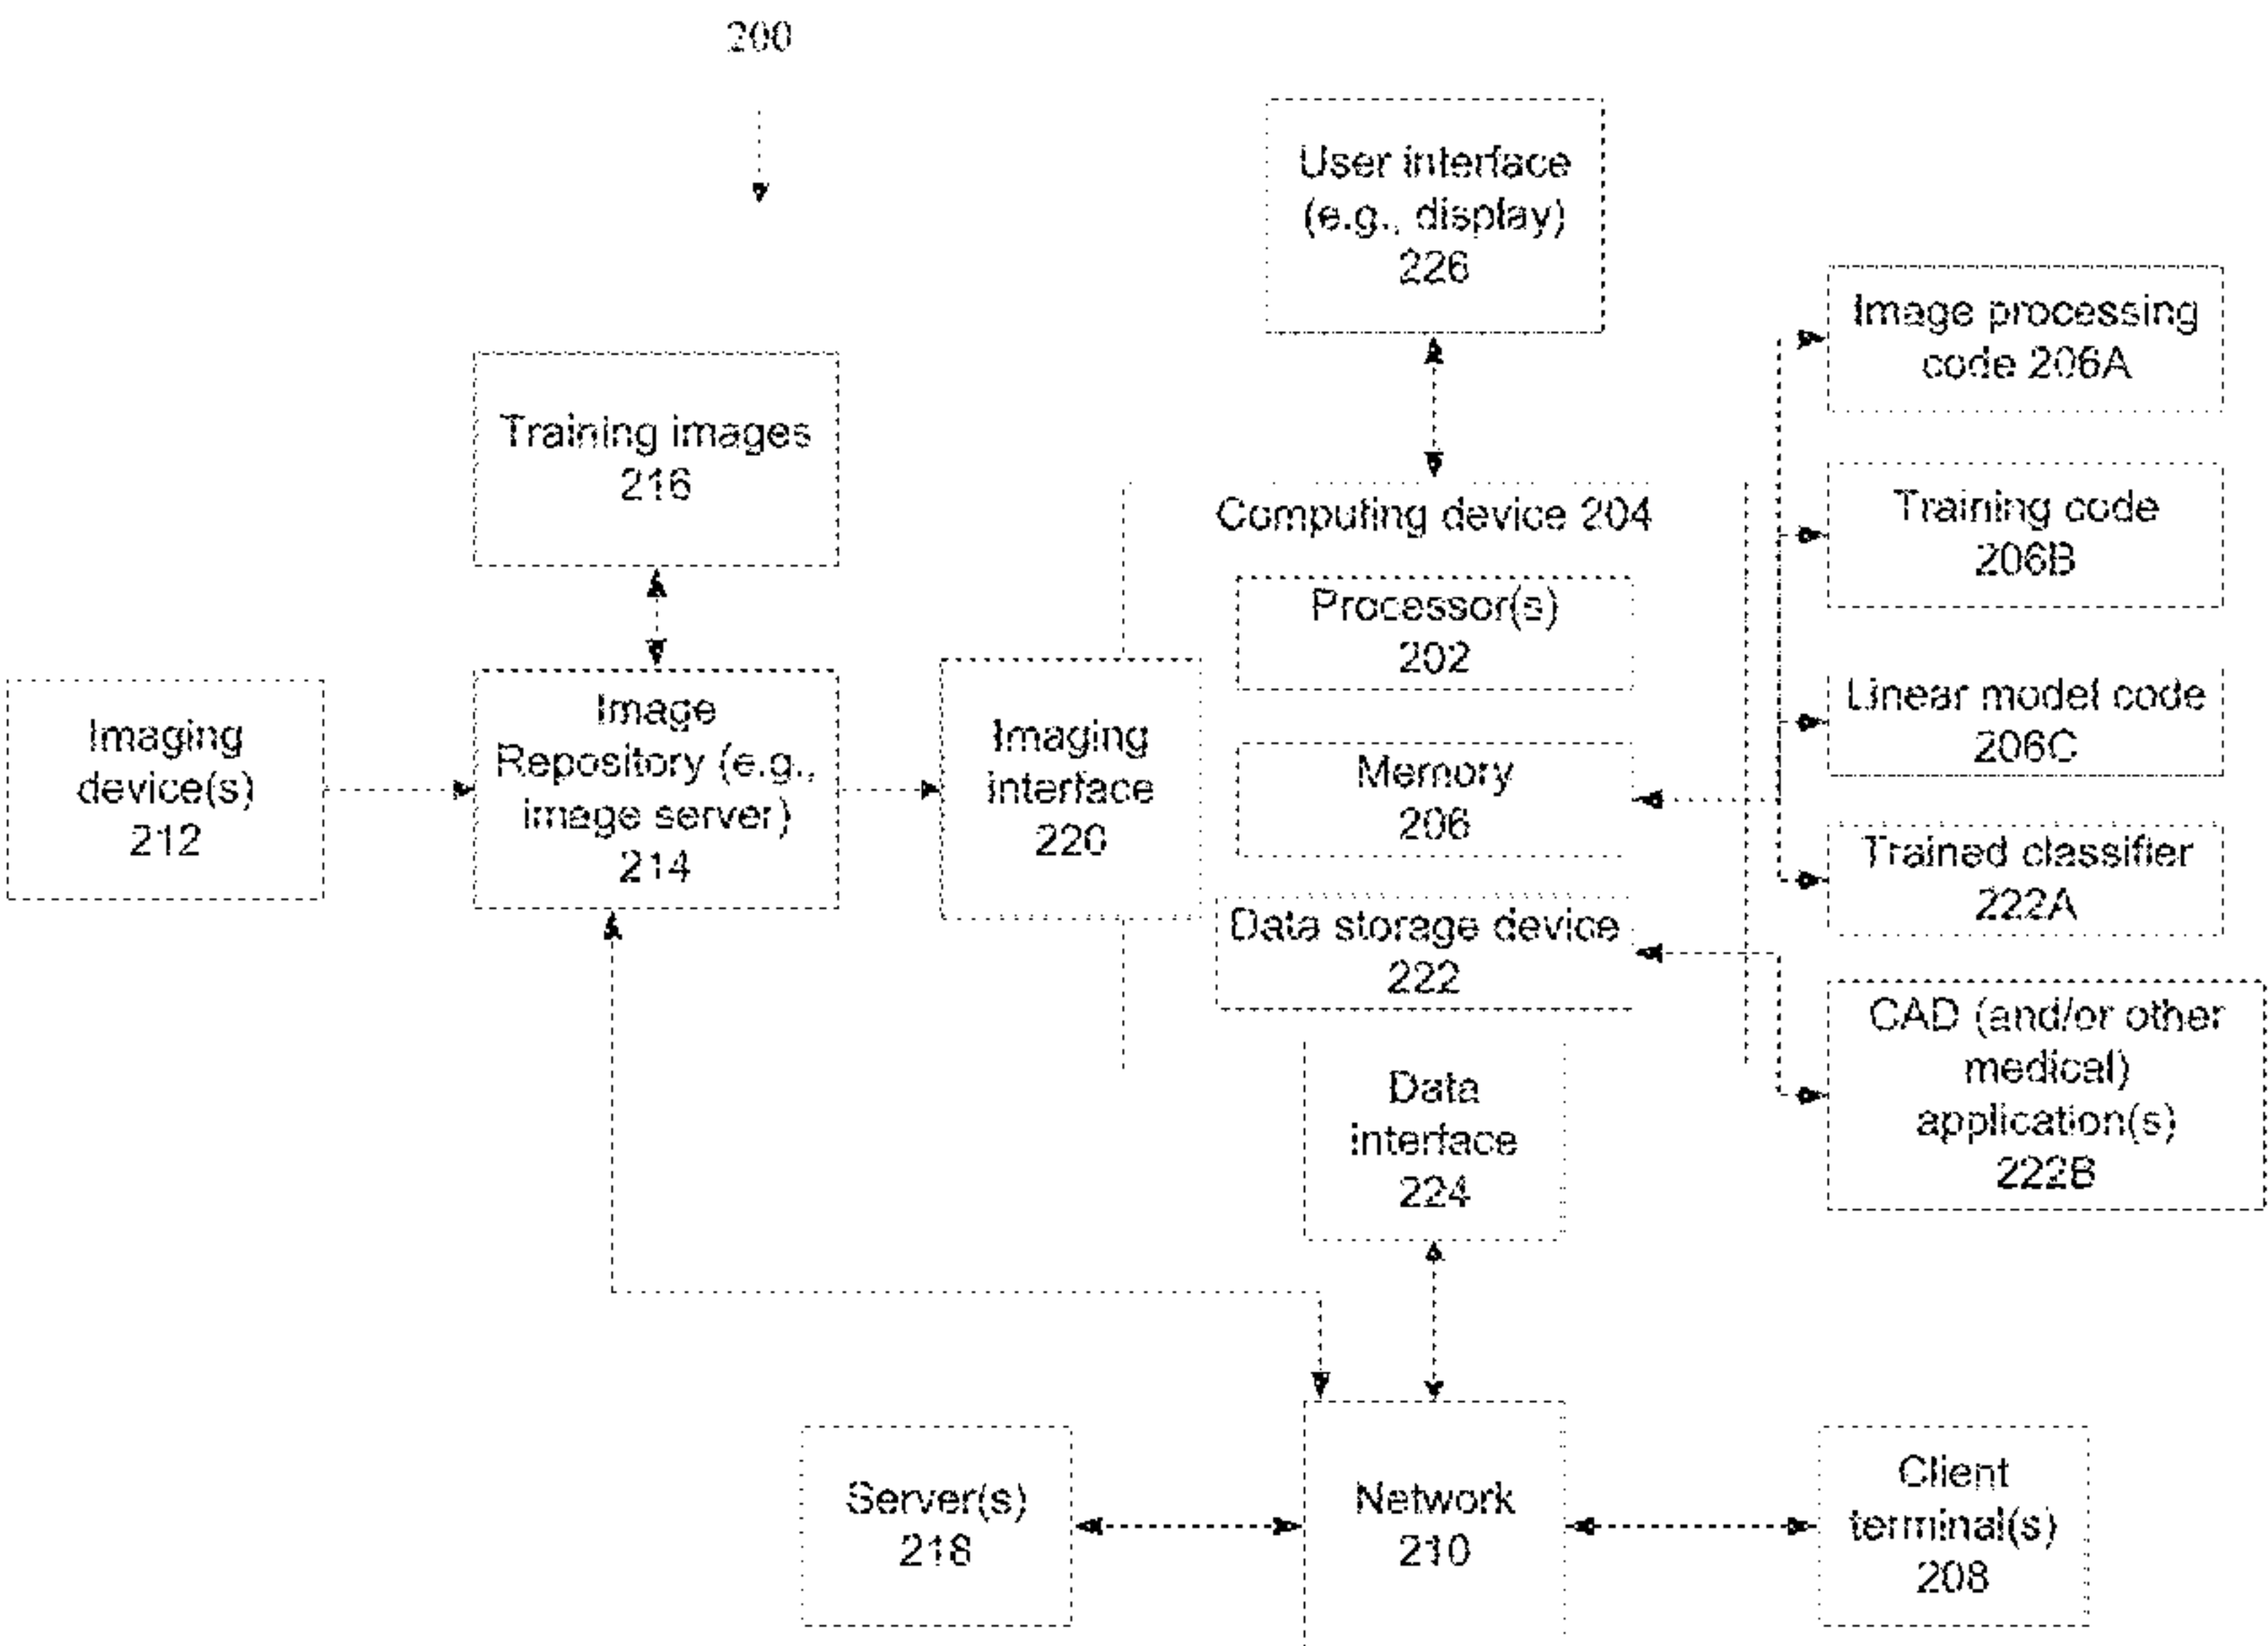 200
User interface
(e.g., display)
226
Image processing
code 206A
Training images
216
Training code
206B
Computing device 204
Processor(s)
202
Linear model code
206C
Imaging
device(s)
212
Image
Repository (e.g.,
image server)
214
Imaging
interface
220
Memory
206
Trained classifier
222A
Data storage device
222
CAD (and/or other
medical)
application(s)
222B
Data
interface
224
Server(s)
218
Network
210
Client
terminal(s)
208